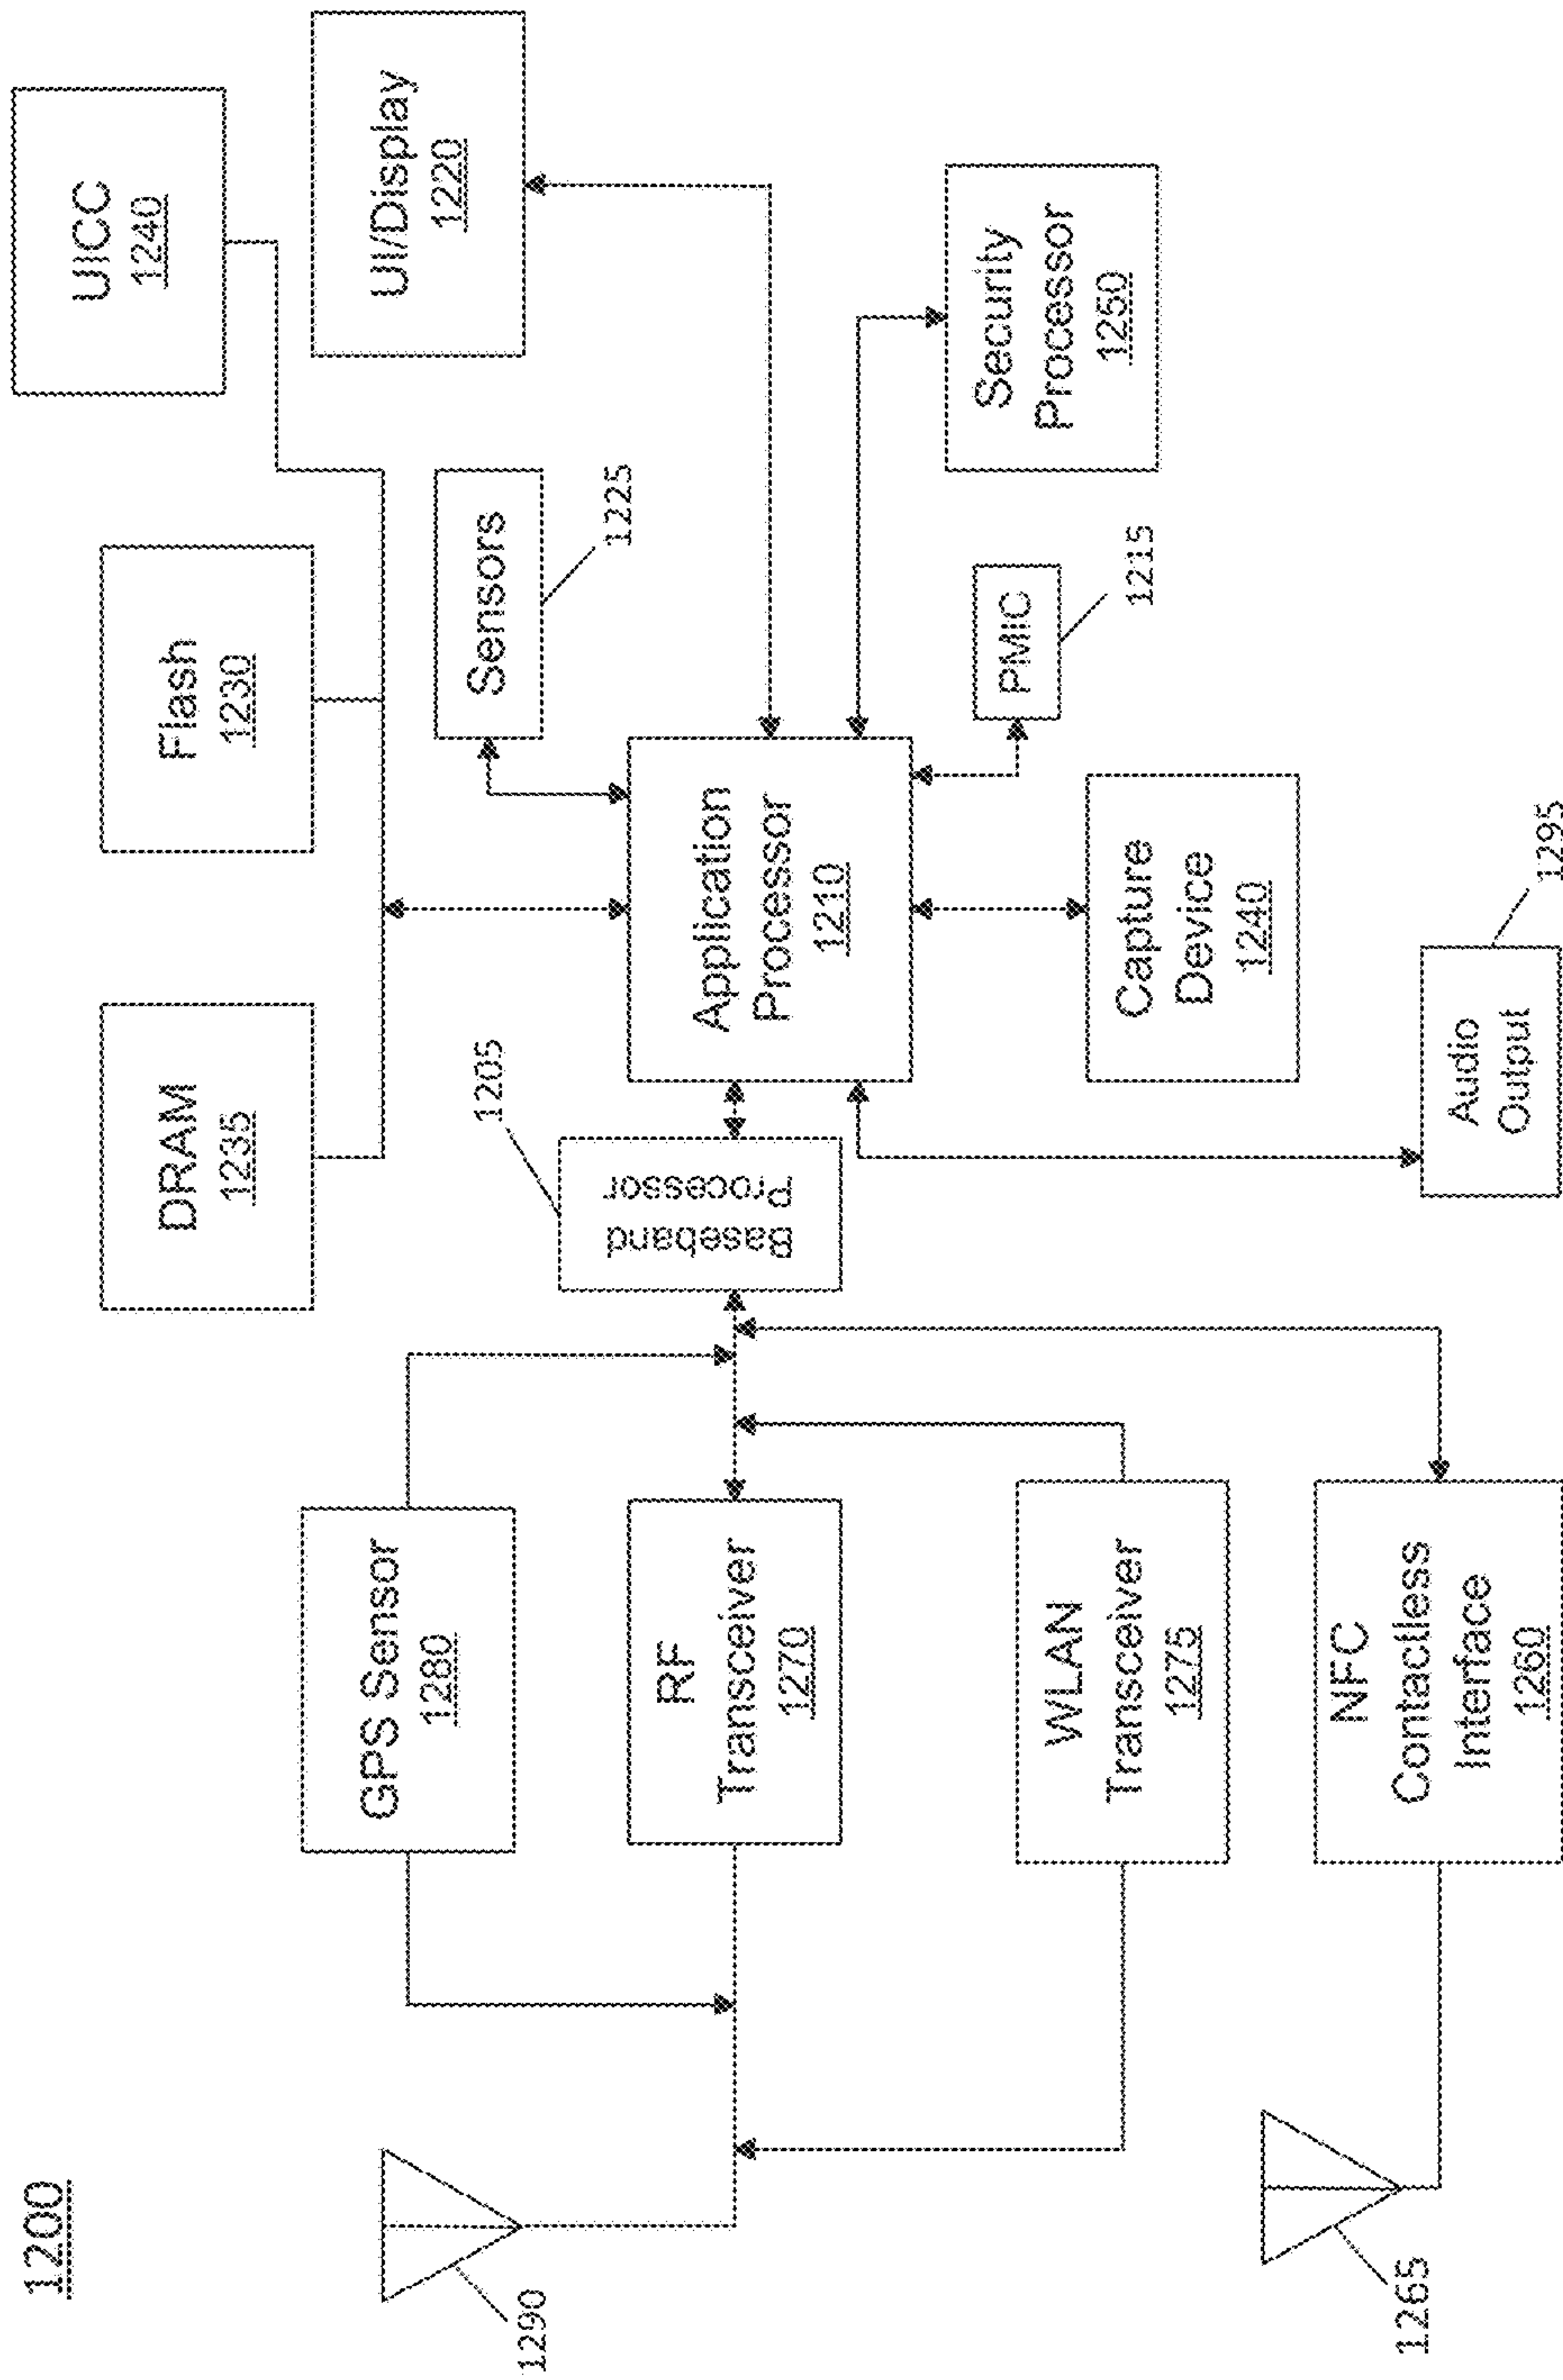 1200
UICC
1240
DRAM
1235
Flash
1230
UI/Display
1220
GPS Sensor
1280
Sensors
1225
1290
1205
RF
Transceiver
1270
Baseband
Processor
Application
Processor
1210
Security
Processor
1250
WLAN
Transceiver
1275
PMIC
1215
Capture
Device
1240
NFC
Contactless
Interface
1260
1265
Audio
Output
1295